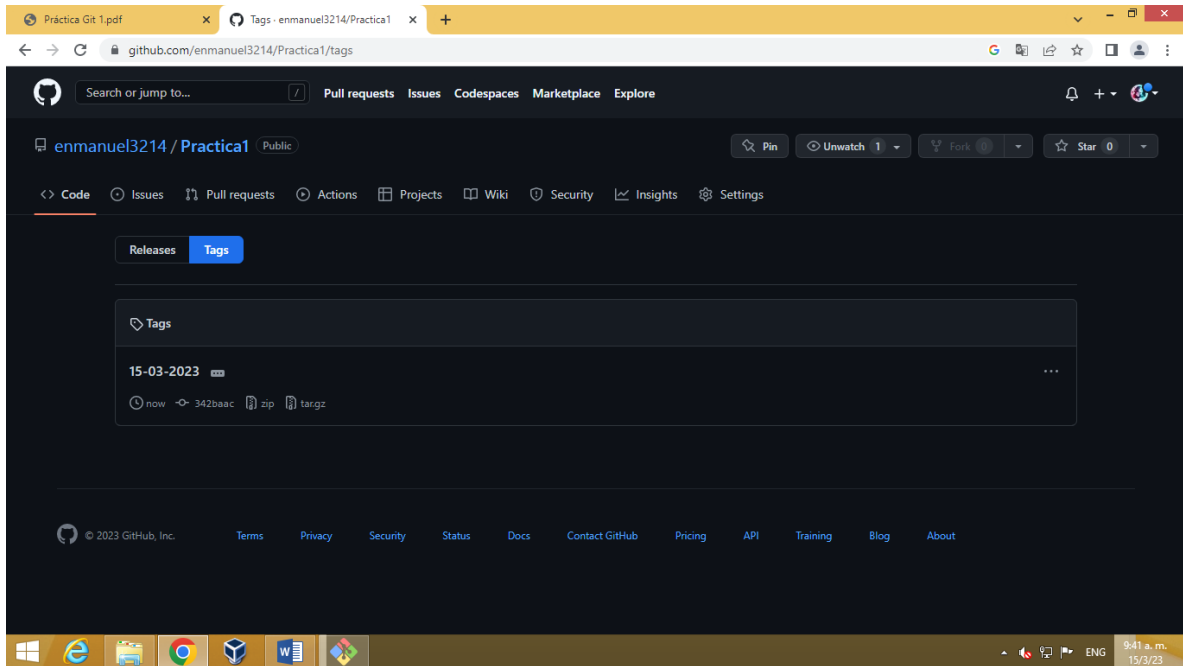 Práctica Git 1.pdf
Tags · enmanuel3214/Practica1
github.com/enmanuel3214/Practica1/tags
Search or jump to... / Pull requests Issues Codespaces Marketplace Explore
enmanuel3214 / Practica1 Public Pin Unwatch 1 Fork 0 Star 0
Code Issues Pull requests Actions Projects Wiki Security Insights Settings
Releases Tags
Tags
15-03-2023
now 342baac zip tar.gz
© 2023 GitHub, Inc. Terms Privacy Security Status Docs Contact GitHub Pricing API Training Blog About
ENG 9:41 a. m.
15/3/23